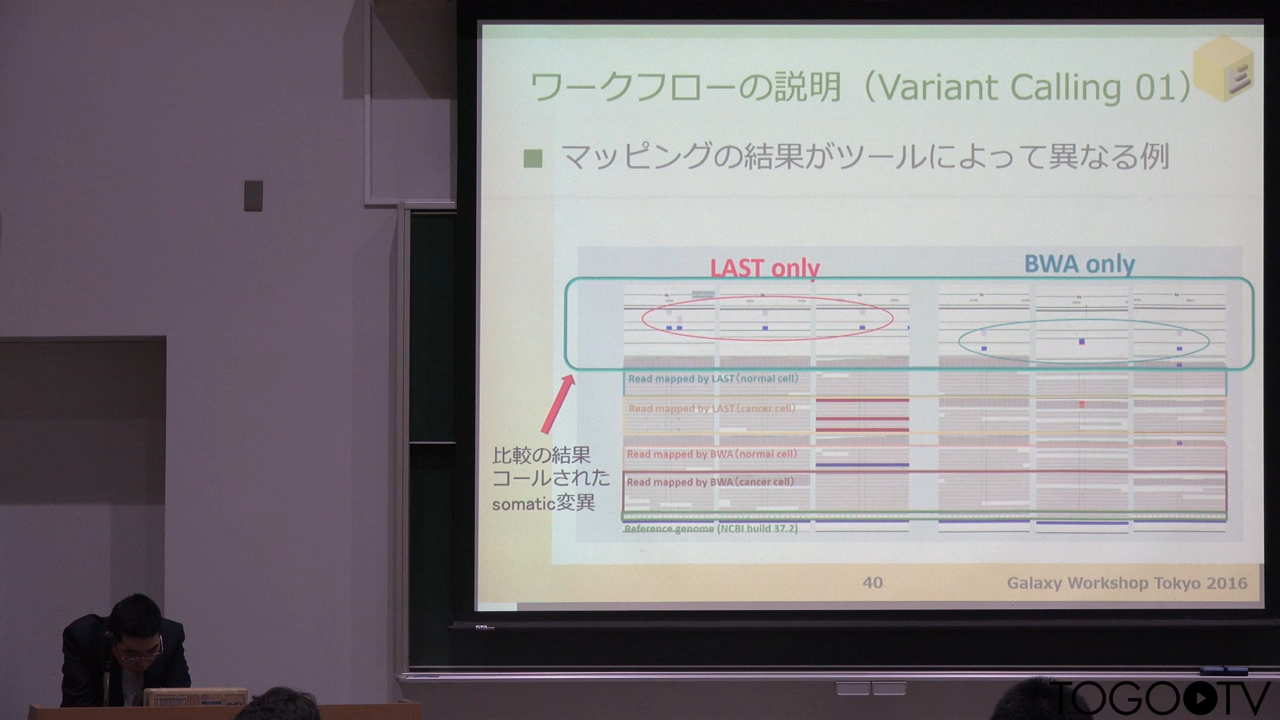 ワークフローの説明（Variant Calling 01）
■ マッピングの結果がツールによって異なる例
LAST only
BWA only
Read mapped by LAST(normal cell)
Read mapped by LAST(cancer cell)
Read mapped by BWA(normal cell)
Read mapped by BWA(cancer cell)
Reference genome (NCBI build 37.2)
比較の結果
コールされた
somatic変異
40
Galaxy Workshop Tokyo 2016
TOGOTV